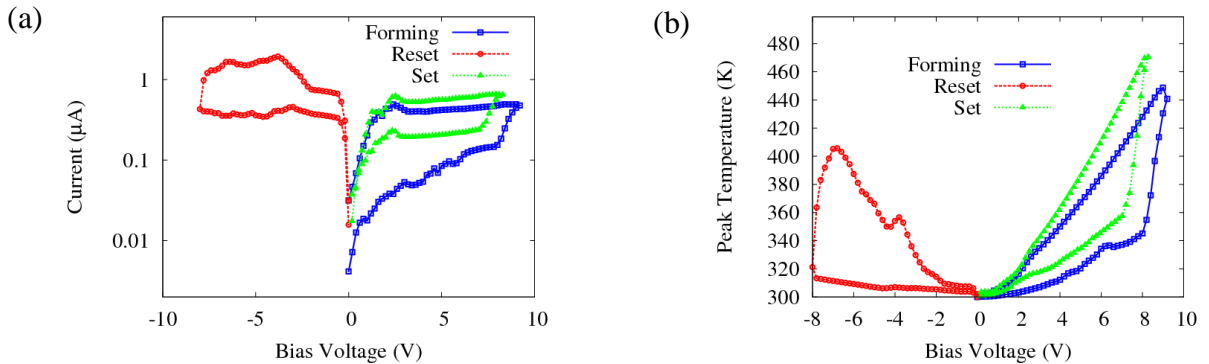 (a)
Forming
Reset
Set
1
0.1
0.01
Current (µA)
-10
-5
0
5
10
Bias Voltage (V)
(b)
480
460
440
420
400
380
360
340
320
300
Peak Temperature (K)
Forming
Reset
Set
-8
-6
-4
-2
0
2
4
6
8
10
Bias Voltage (V)